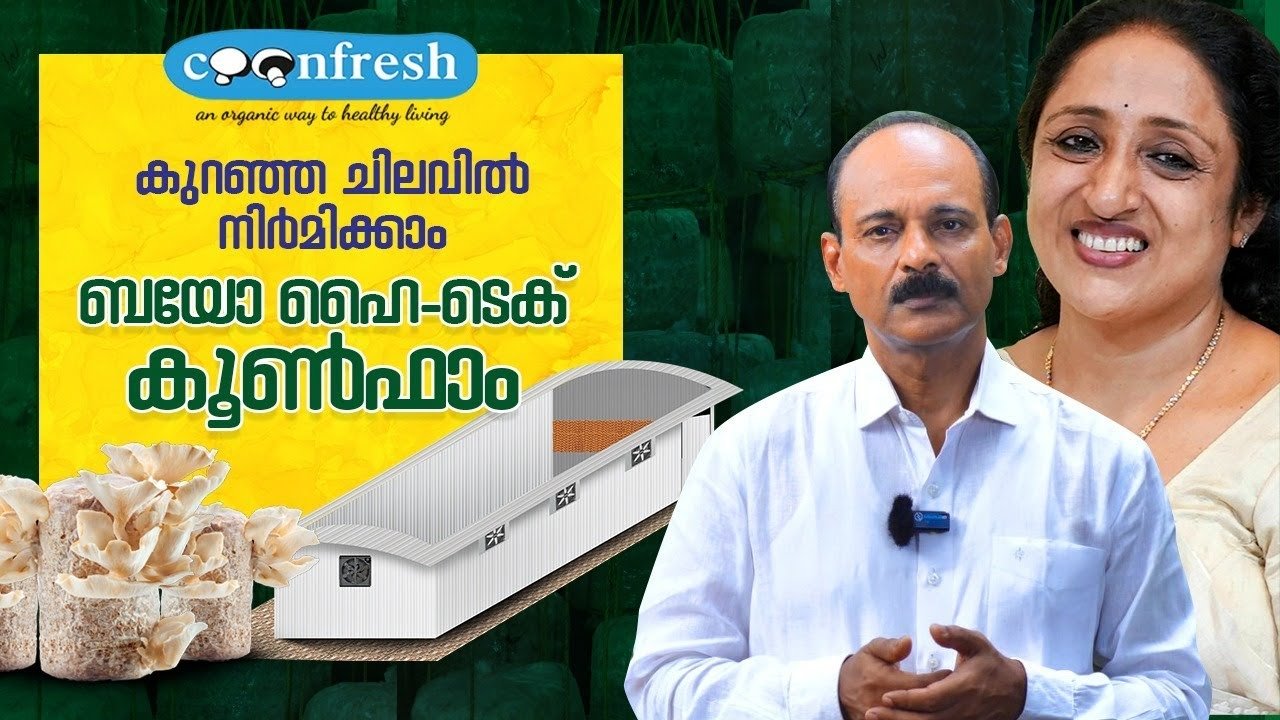 coonfresh
an organic way to healthy living
കുറഞ്ഞ ചിലവിൽ
നിർമിക്കാം
ബയോ ഹൈ-ടെക്
കൂൺഫാം